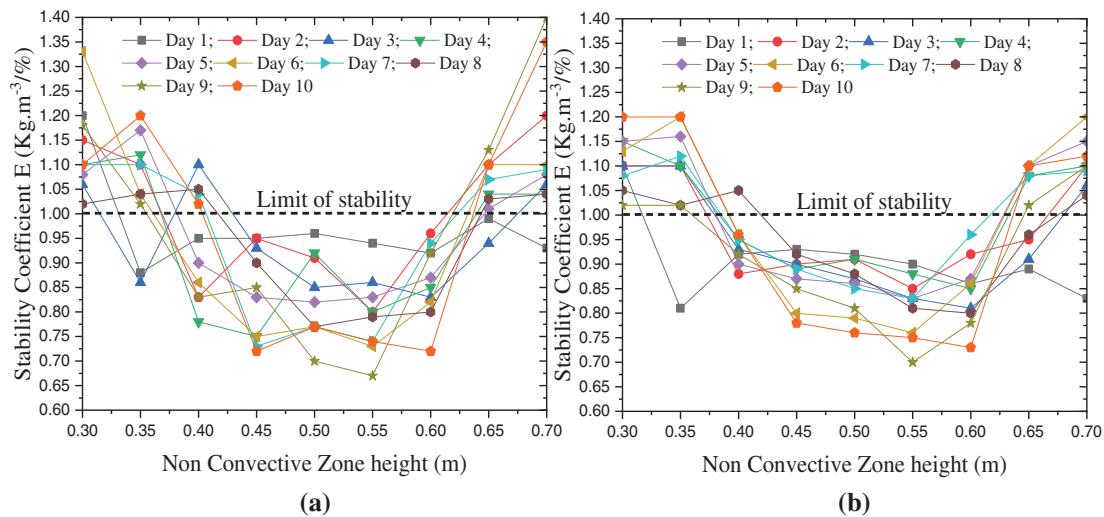 Stability Coefficient E (Kg.m⁻³/%)
1.40
1.35
1.30
1.25
1.20
1.15
1.10
1.05
1.00
0.95
0.90
0.85
0.80
0.75
0.70
0.65
0.60
Day 1; Day 2; Day 3; Day 4;
Day 5; Day 6; Day 7; Day 8
Day 9; Day 10
Limit of stability
0.30 0.35 0.40 0.45 0.50 0.55 0.60 0.65 0.70
Non Convective Zone height (m)
(a)
Stability Coefficient E (Kg.m⁻³/%)
1.40
1.35
1.30
1.25
1.20
1.15
1.10
1.05
1.00
0.95
0.90
0.85
0.80
0.75
0.70
0.65
0.60
Day 1; Day 2; Day 3; Day 4;
Day 5; Day 6; Day 7; Day 8
Day 9; Day 10
Limit of stability
0.30 0.35 0.40 0.45 0.50 0.55 0.60 0.65 0.70
Non Convective Zone height (m)
(b)